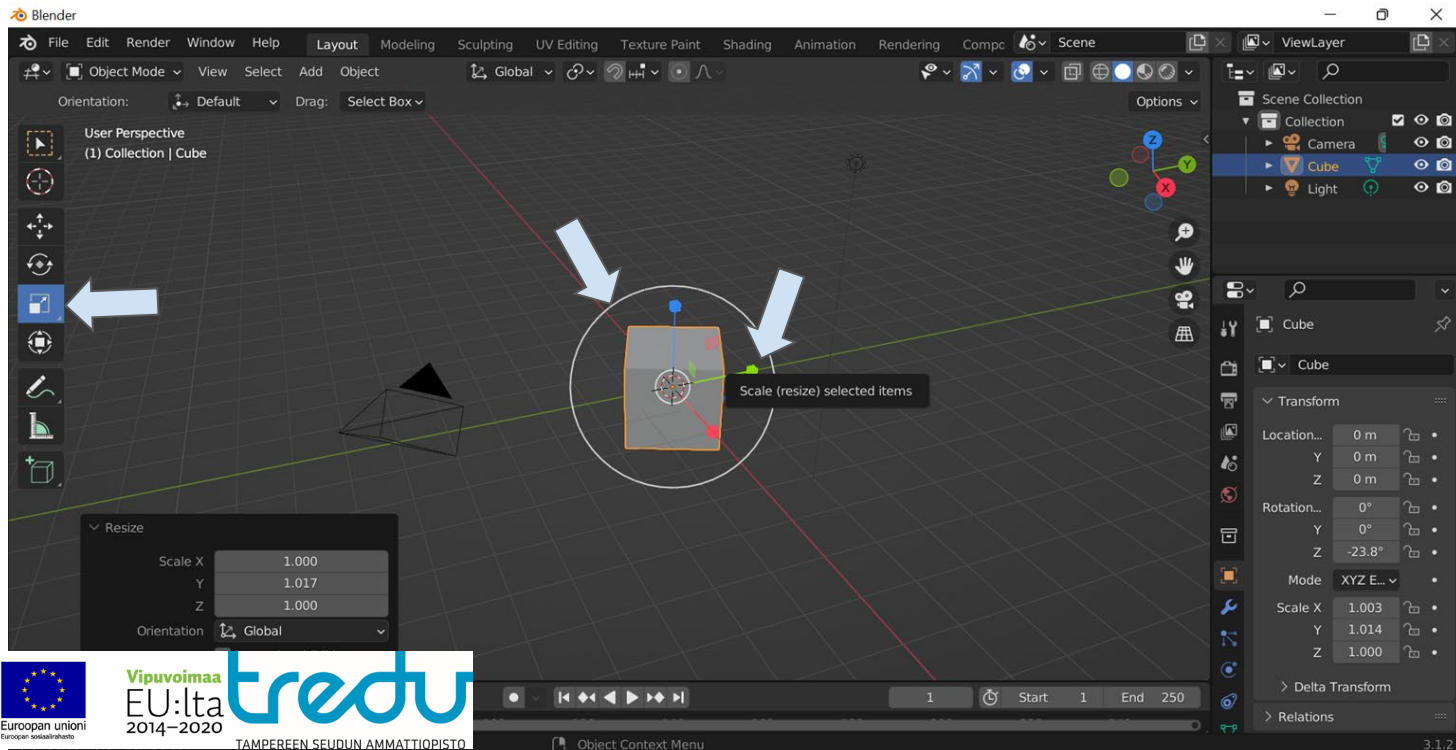 Blender
File Edit Render Window Help Layout Modeling Sculpting UV Editing Texture Paint Shading Animation Rendering Compc Scene ViewLayer
Object Mode View Select Add Object Global
Orientation: Default Drag: Select Box Options
User Perspective
(1) Collection | Cube
Z
Y
X
Scale (resize) selected items
Resize
Scale X 1.000
Y 1.017
Z 1.000
Orientation Global
Scene Collection
Collection
Camera
Cube
Light
Cube
Cube
Transform
Location... 0 m
Y 0 m
Z 0 m
Rotation... 0°
Y 0°
Z -23.8°
Mode XYZ E...
Scale X 1.003
Y 1.014
Z 1.000
Delta Transform
Relations
1 Start 1 End 250
Object Context Menu
3.1.2
Euroopan unioni
Euroopan sosiaalirahasto
Vipuvoimaa
EU:lta
2014–2020
tredu
TAMPEREEN SEUDUN AMMATTIOPISTO